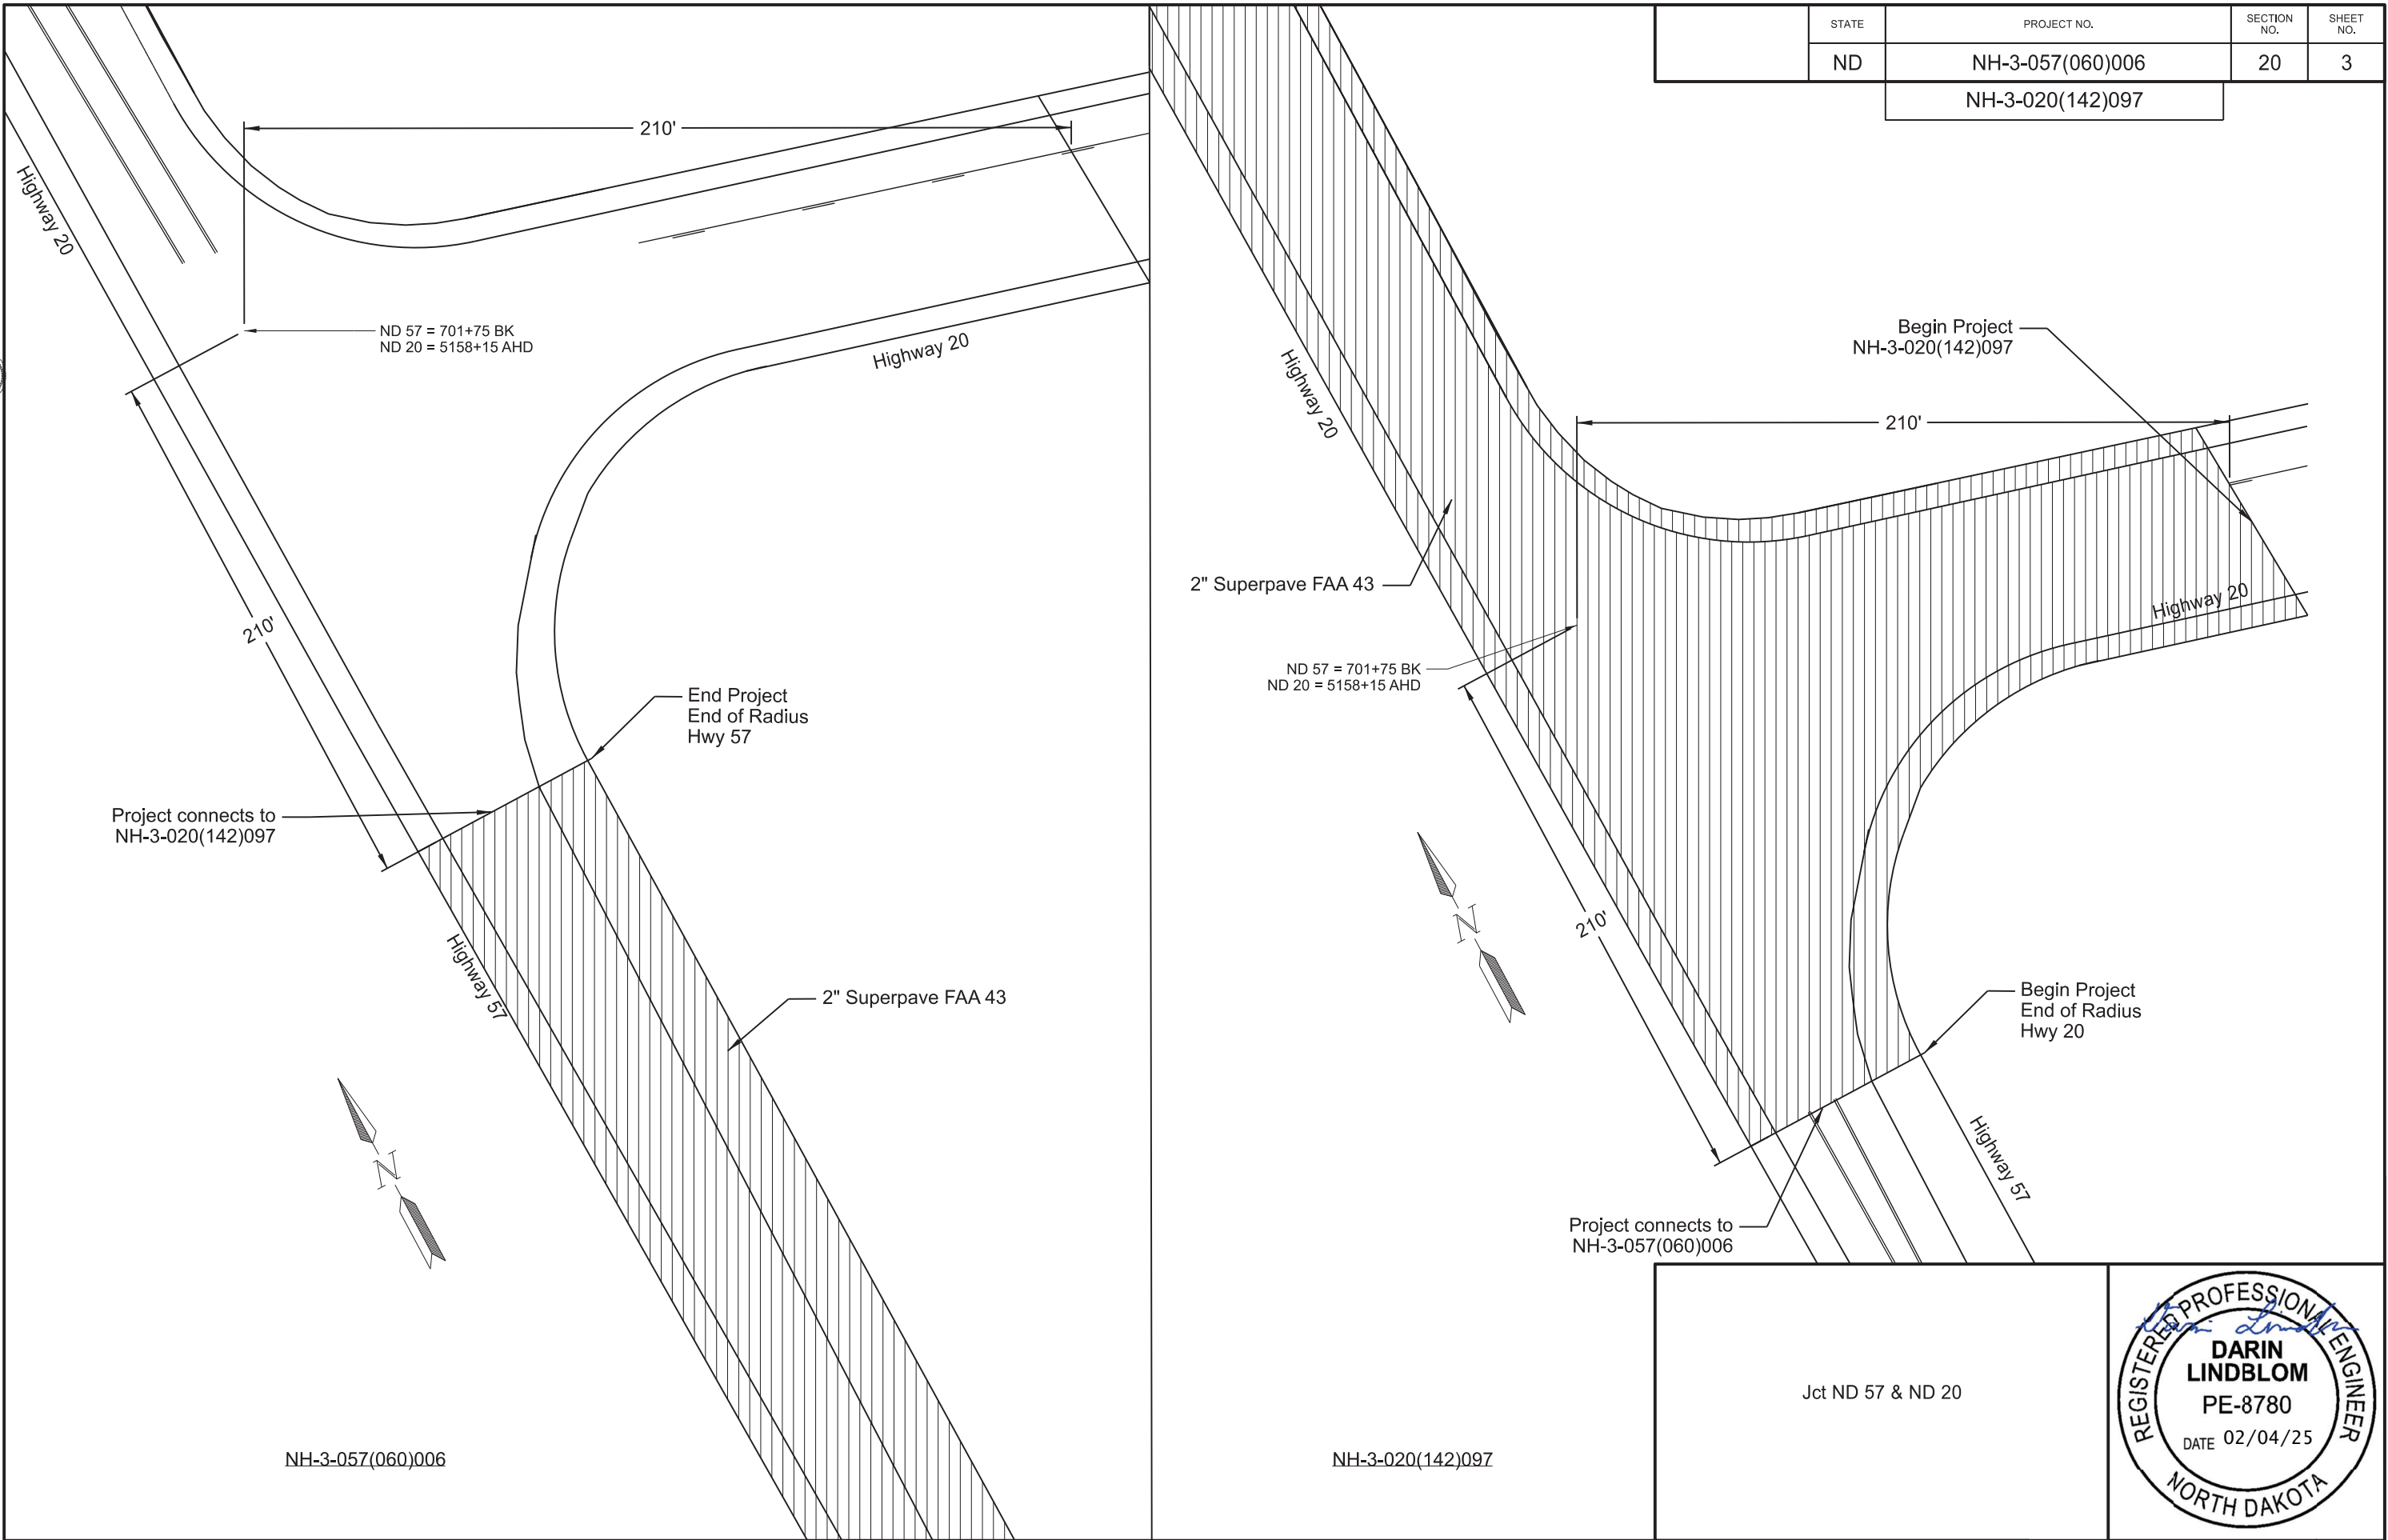 STATE
PROJECT NO.
SECTION
NO.
SHEET
NO.
ND
NH-3-057(060)006
20
3
NH-3-020(142)097
210'
Highway 20
ND 57 = 701+75 BK
ND 20 = 5158+15 AHD
Highway 20
210'
End Project
End of Radius
Hwy 57
Project connects to
NH-3-020(142)097
Highway 57
2" Superpave FAA 43
N
NH-3-057(060)006
Begin Project
NH-3-020(142)097
Highway 20
210'
2" Superpave FAA 43
Highway 20
ND 57 = 701+75 BK
ND 20 = 5158+15 AHD
210'
N
Begin Project
End of Radius
Hwy 20
Highway 57
Project connects to
NH-3-057(060)006
NH-3-020(142)097
Jct ND 57 & ND 20
REGISTERED PROFESSIONAL ENGINEER
Darin Lindblom
DARIN
LINDBLOM
PE-8780
DATE 02/04/25
NORTH DAKOTA